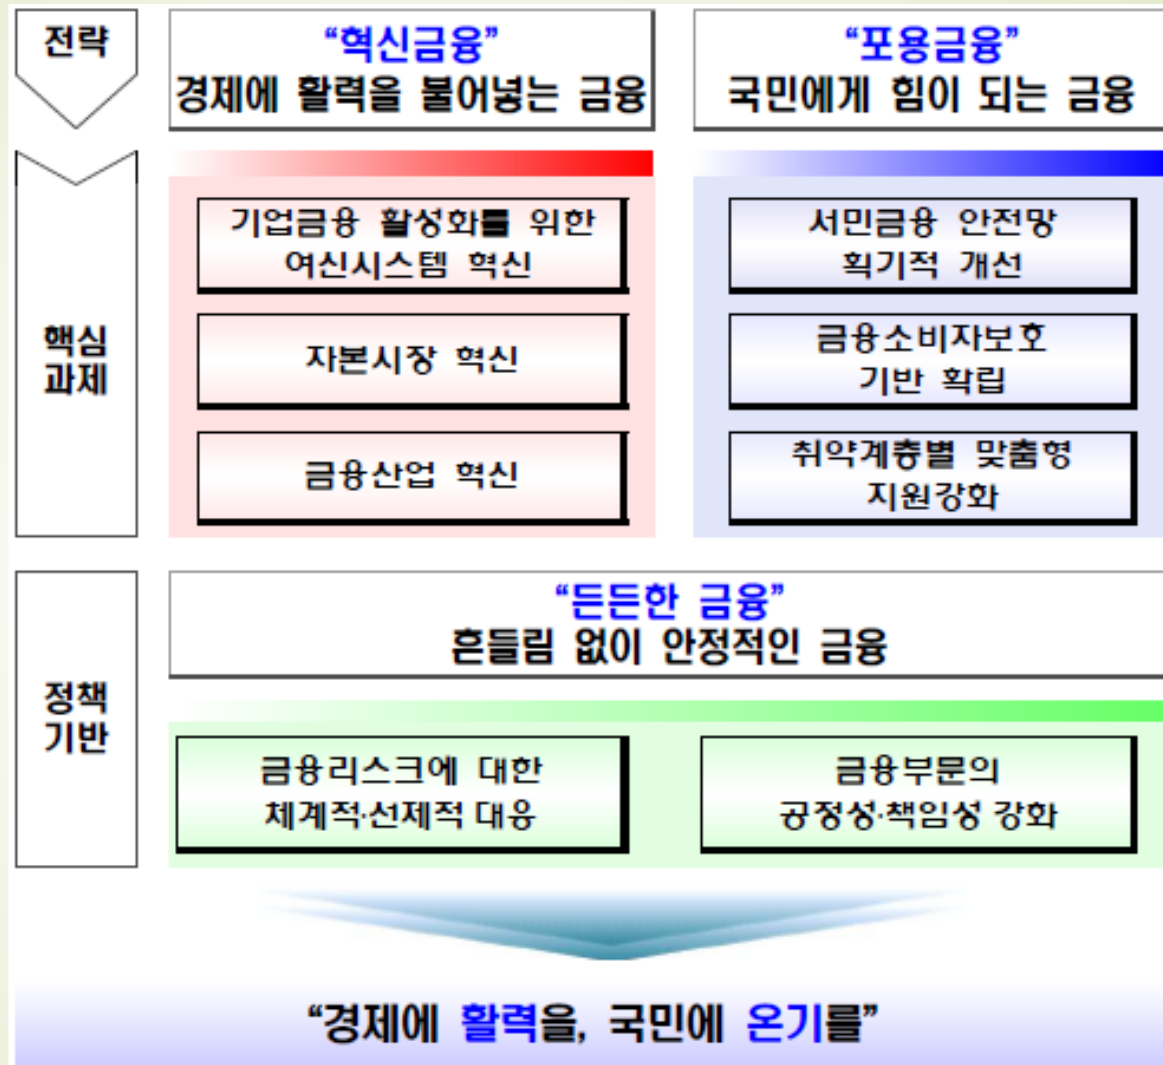 전략
“혁신금융”
경제에 활력을 불어넣는 금융
“포용금융”
국민에게 힘이 되는 금융
핵심
과제
기업금융 활성화를 위한
여신시스템 혁신
자본시장 혁신
금융산업 혁신
서민금융 안전망
획기적 개선
금융소비자보호
기반 확립
취약계층별 맞춤형
지원강화
정책
기반
“든든한 금융”
흔들림 없이 안정적인 금융
금융리스크에 대한
체계적·선제적 대응
금융부문의
공정성·책임성 강화
“경제에 활력을, 국민에 온기를”